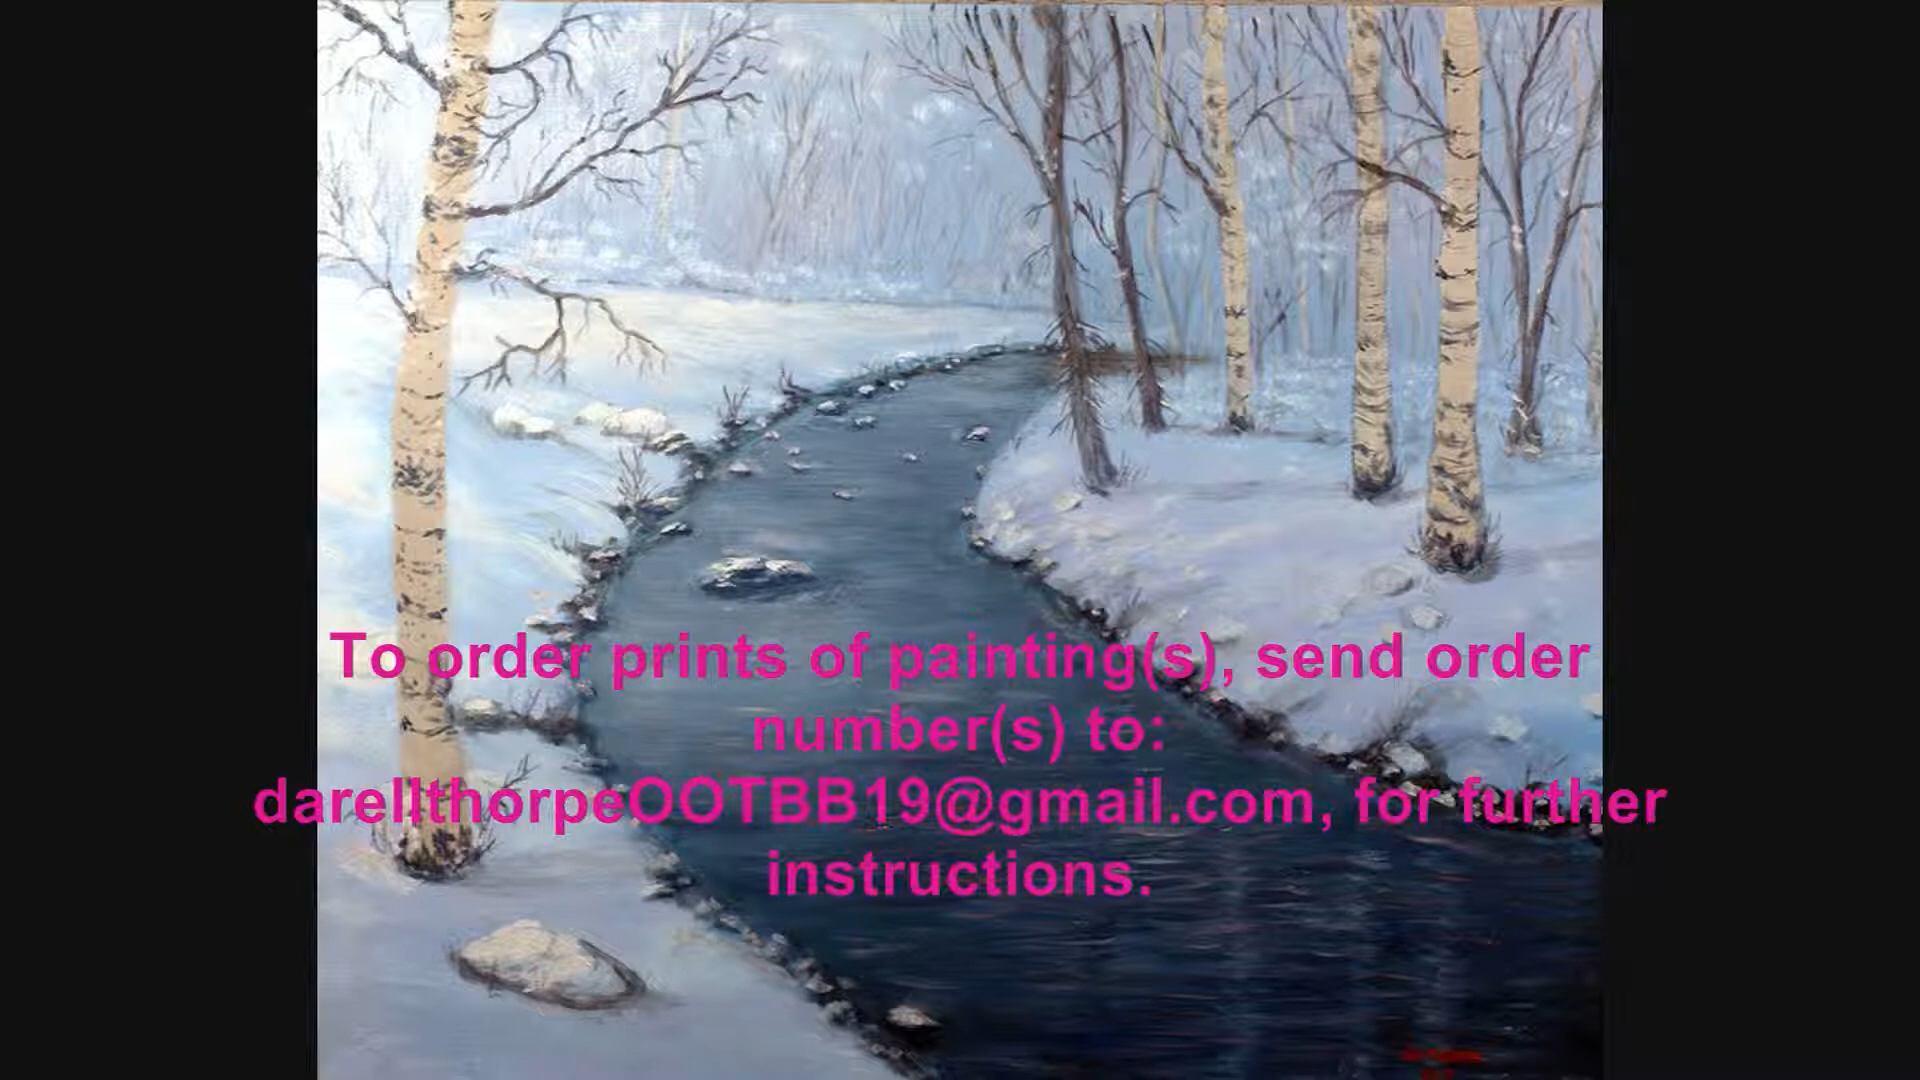 To order prints of painting(s), send order
number(s) to:
darellthorpeOOTBB19@gmail.com, for further
instructions.